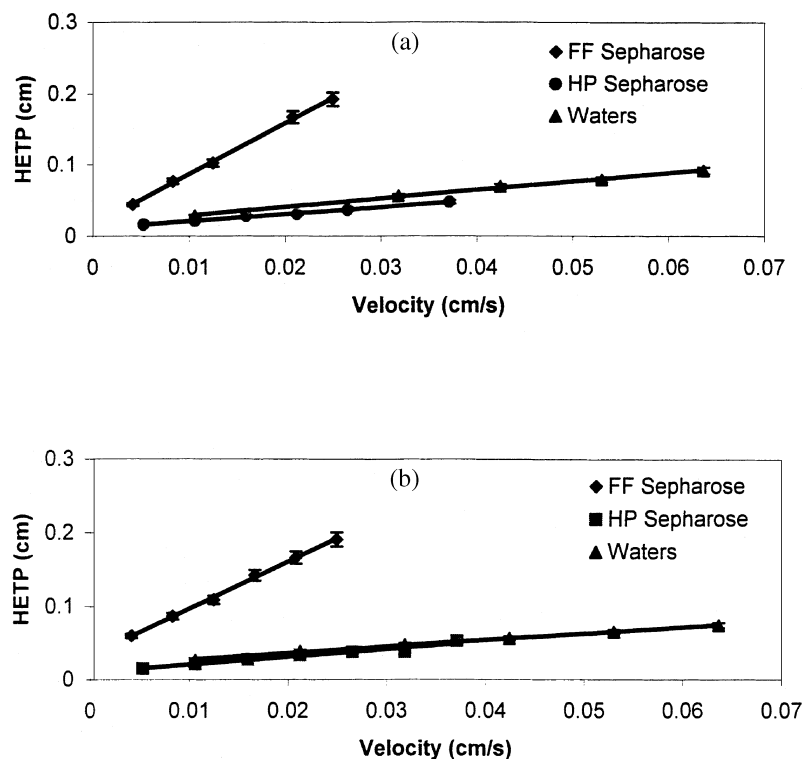 (a)
FF Sepharose
HP Sepharose
Waters
HETP (cm)
0.3
0.2
0.1
0
0 0.01 0.02 0.03 0.04 0.05 0.06 0.07
Velocity (cm/s)
(b)
FF Sepharose
HP Sepharose
Waters
HETP (cm)
0.3
0.2
0.1
0
0 0.01 0.02 0.03 0.04 0.05 0.06 0.07
Velocity (cm/s)